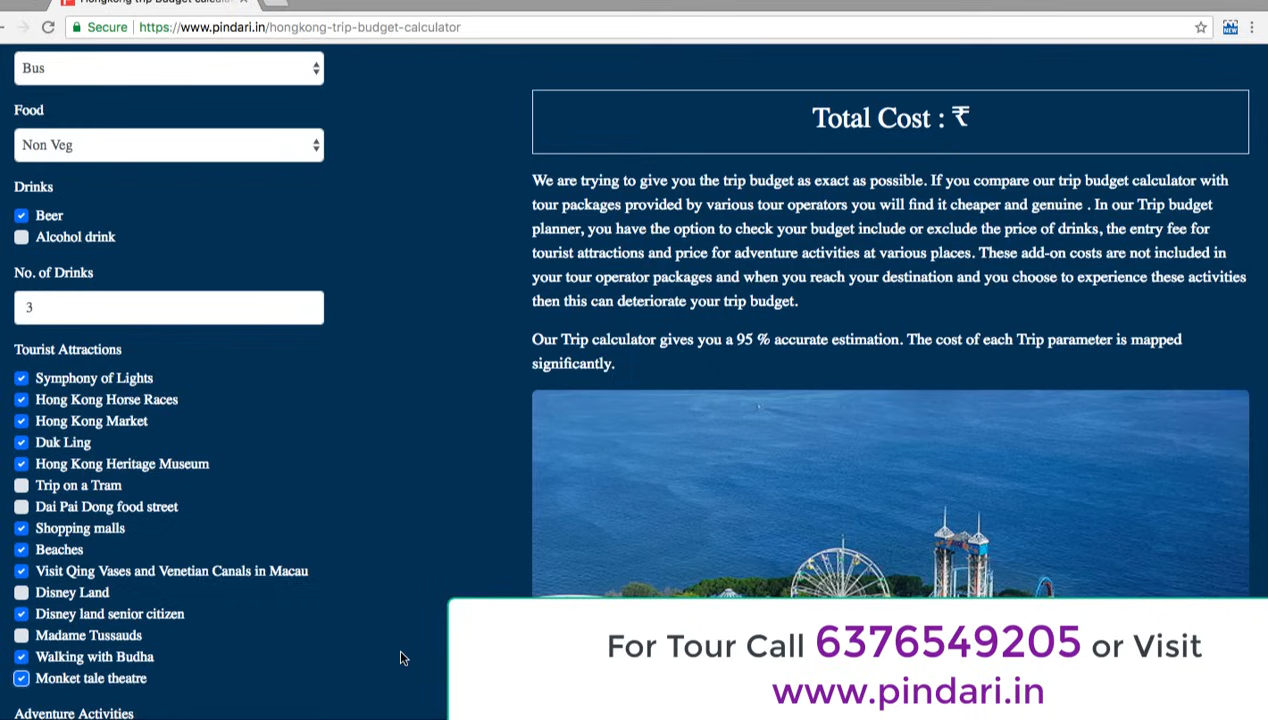 Hongkong trip Budget calcula
Secure https://www.pindari.in/hongkong-trip-budget-calculator
NEW
Bus
Food
Non Veg
Drinks
Beer
Alcohol drink
No. of Drinks
3
Tourist Attractions
Symphony of Lights
Hong Kong Horse Races
Hong Kong Market
Duk Ling
Hong Kong Heritage Museum
Trip on a Tram
Dai Pai Dong food street
Shopping malls
Beaches
Visit Qing Vases and Venetian Canals in Macau
Disney Land
Disney land senior citizen
Madame Tussauds
Walking with Budha
Monket tale theatre
Adventure Activities
Total Cost : ₹
We are trying to give you the trip budget as exact as possible. If you compare our trip budget calculator with
tour packages provided by various tour operators you will find it cheaper and genuine . In our Trip budget
planner, you have the option to check your budget include or exclude the price of drinks, the entry fee for
tourist attractions and price for adventure activities at various places. These add-on costs are not included in
your tour operator packages and when you reach your destination and you choose to experience these activities
then this can deteriorate your trip budget.
Our Trip calculator gives you a 95 % accurate estimation. The cost of each Trip parameter is mapped
significantly.
For Tour Call 6376549205 or Visit
www.pindari.in